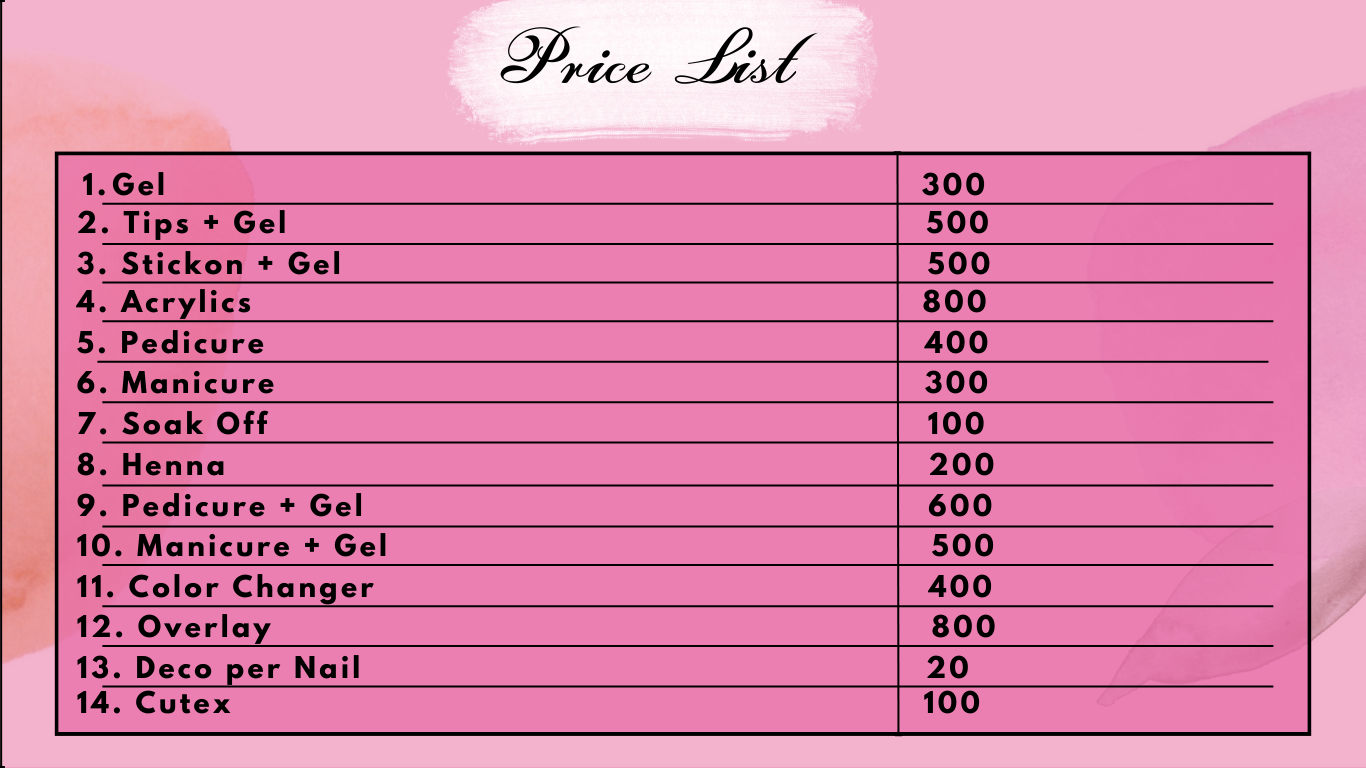 Price List
1. Gel 300
2. Tips + Gel 500
3. Stickon + Gel 500
4. Acrylics 800
5. Pedicure 400
6. Manicure 300
7. Soak Off 100
8. Henna 200
9. Pedicure + Gel 600
10. Manicure + Gel 500
11. Color Changer 400
12. Overlay 800
13. Deco per Nail 20
14. Cutex 100